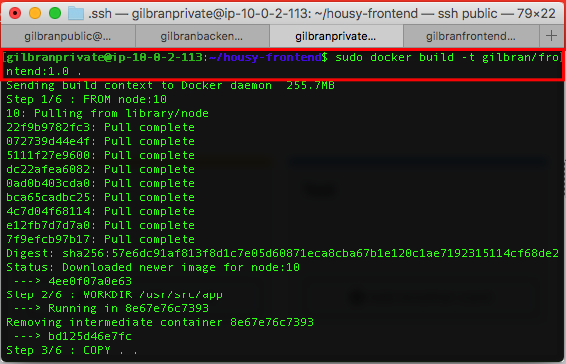 .ssh — gilbranprivate@ip-10-0-2-113: ~/housy-frontend — ssh public — 79×22
gilbranpublic@... gilbranbacken... gilbranprivate... gilbranfronten... +
[gilbranprivate@ip-10-0-2-113:~/housy-frontend$ sudo docker build -t gilbran/fro
ntend:1.0 .
Sending build context to Docker daemon  255.7MB
Step 1/6 : FROM node:10
10: Pulling from library/node
22f9b9782fc3: Pull complete
072739d44e4f: Pull complete
5111f27e9600: Pull complete
dc22afea6082: Pull complete
0ad0b403cda0: Pull complete
bca65cadbc25: Pull complete
4c7d04f68114: Pull complete
e12fb7d7d7a0: Pull complete
7f9efcb97b17: Pull complete
Digest: sha256:57e6dc91af813f8d1c7e05d60871eca8cba67b1e120c1ae7192315114cf68de2
Status: Downloaded newer image for node:10
 ---> 4ee0f07a0e63
Step 2/6 : WORKDIR /usr/src/app
 ---> Running in 8e67e76c7393
Removing intermediate container 8e67e76c7393
 ---> bd125d46e7fc
Step 3/6 : COPY . .